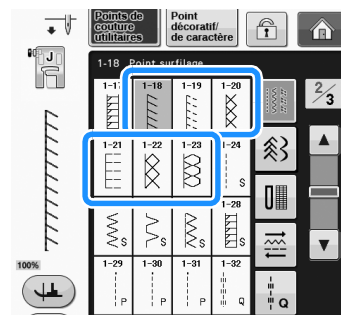 Points de
couture
utilitaires
Point
décoratif/
de caractère
J
1-18 Point surfilage
1-17 1-18 1-19 1-20
2/3
1-21 1-22 1-23 1-24
S
1-28
S S S S
100%
1-29 1-30 1-31 1-32
P P P Q
Q